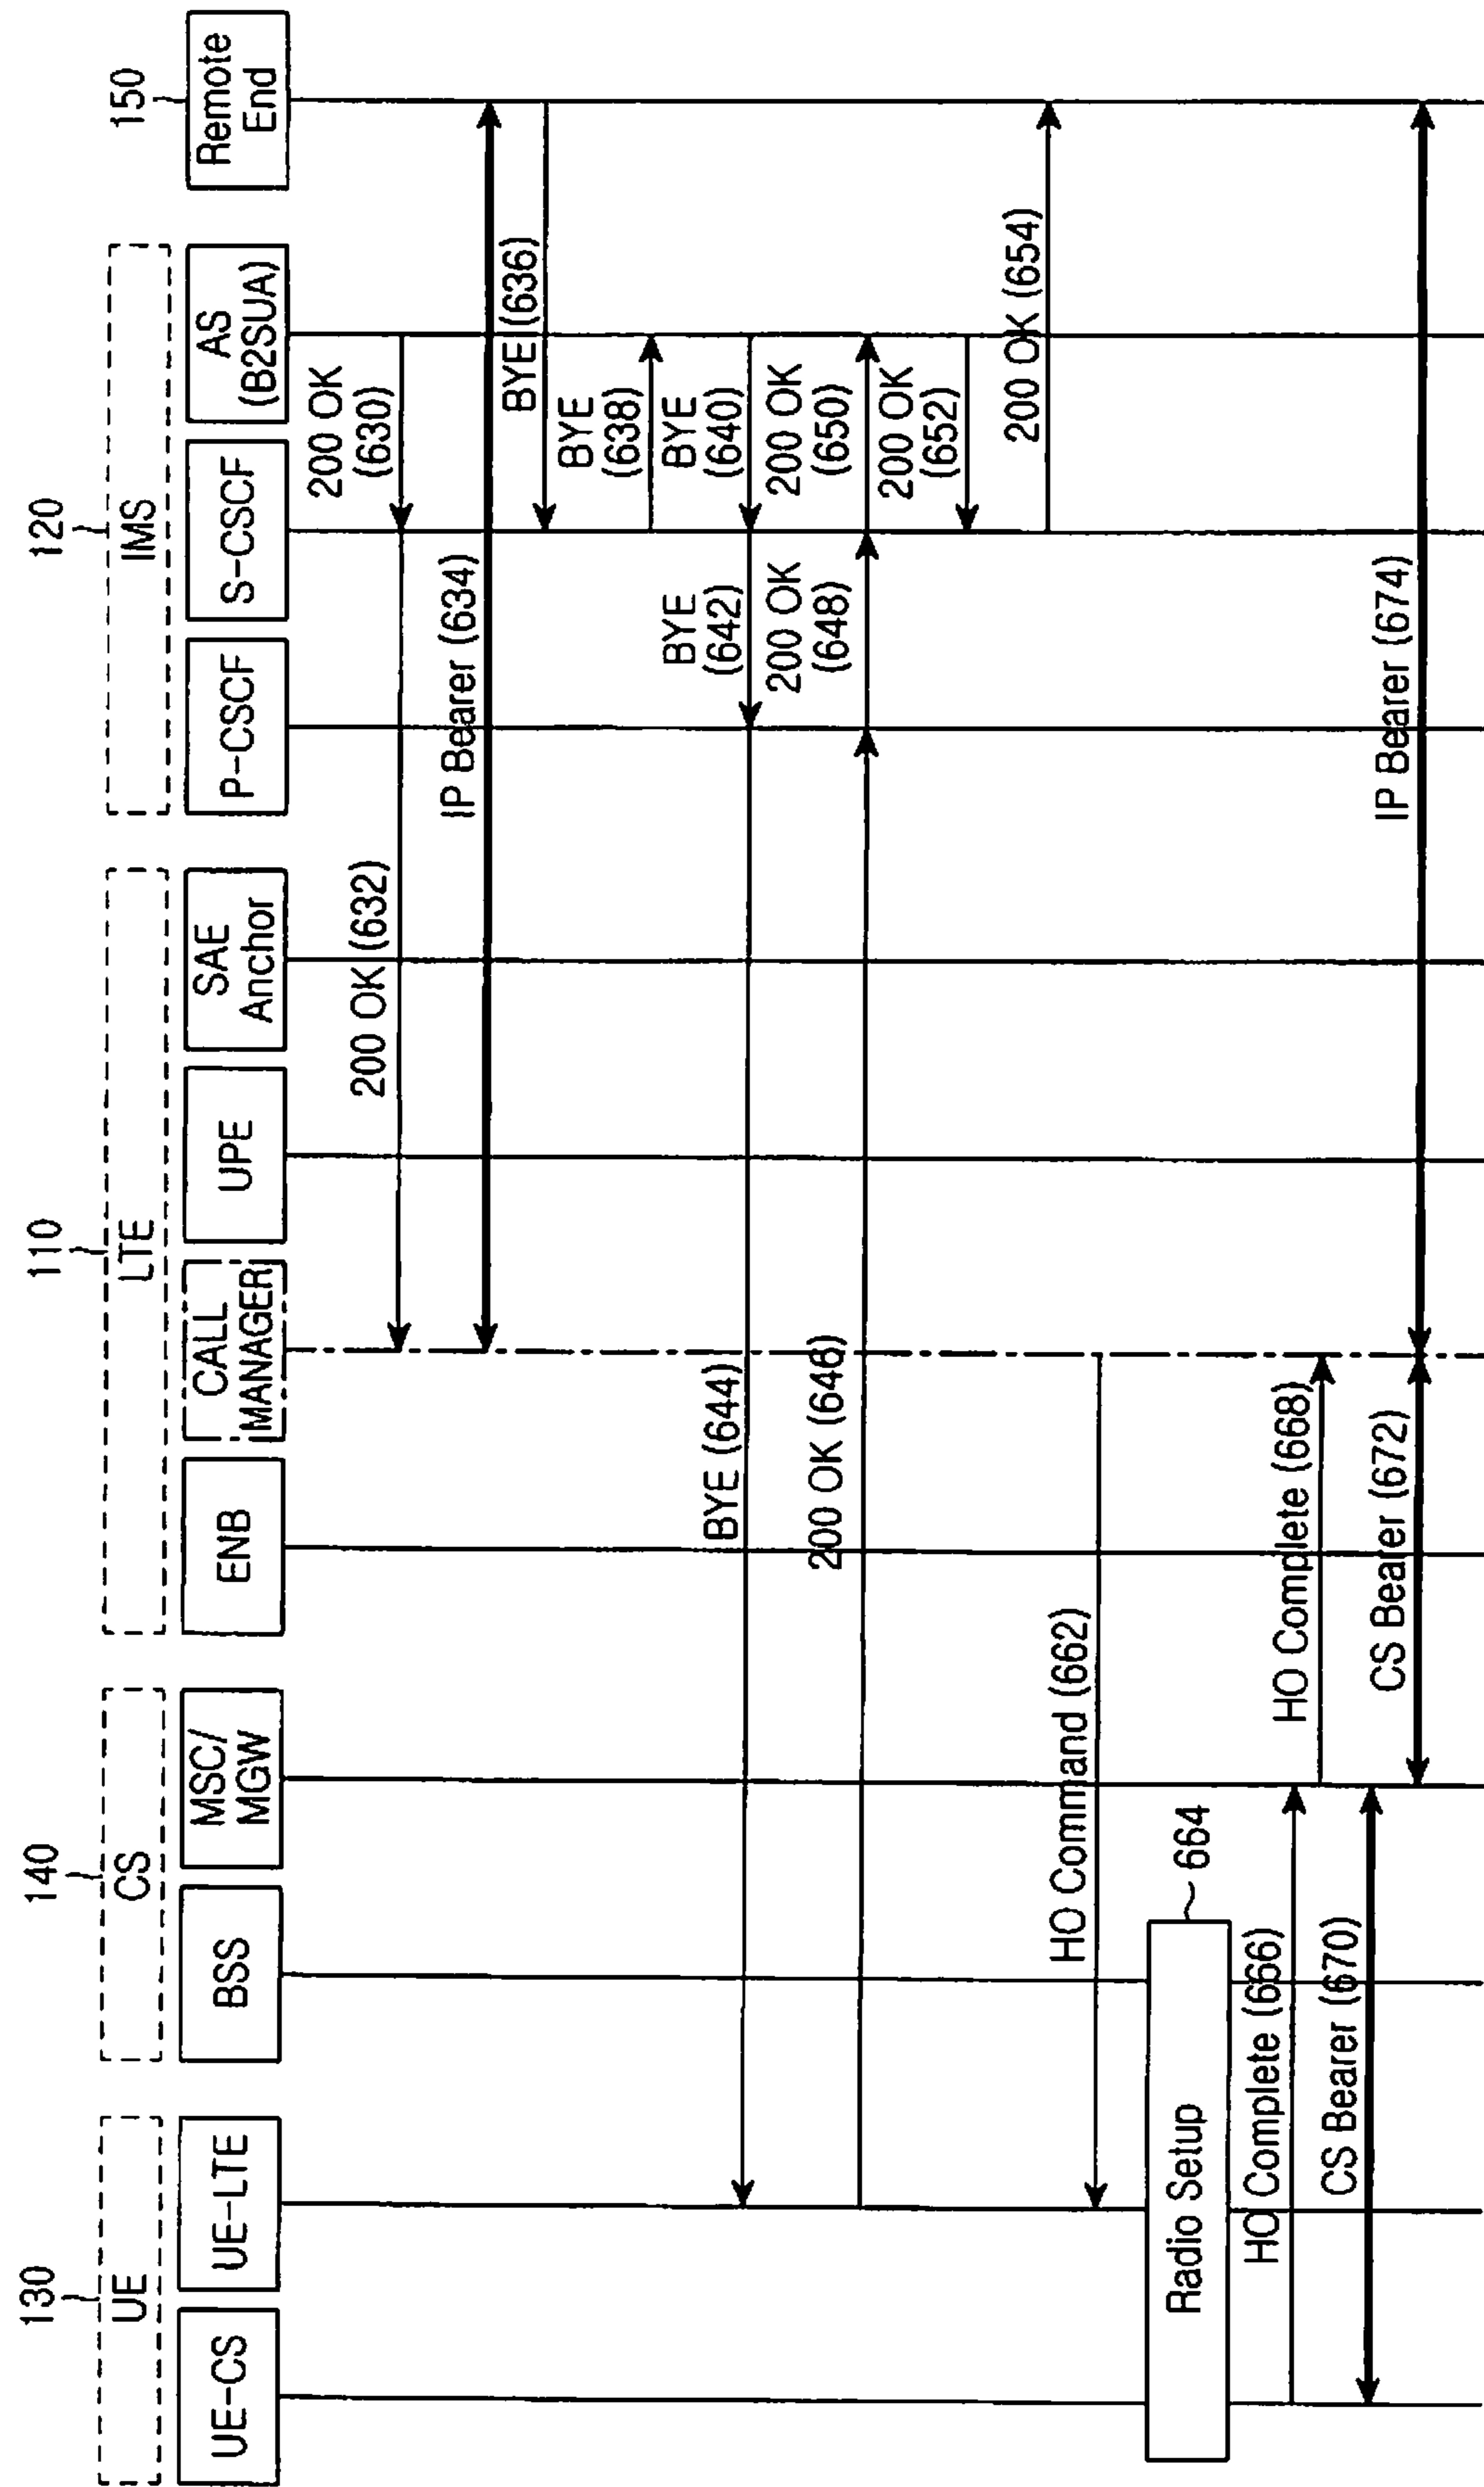 130
140
110
120
150
UE
CS
LTE
IMS
UE-CS
UE-LTE
BSS
MSC/
MGW
ENB
CALL
MANAGER
UPE
SAE
Anchor
P-CSCF
S-CSCF
AS
(B2SUA)
Remote
End
200 OK
(630)
200 OK (632)
IP Bearer (634)
BYE (636)
BYE
(638)
BYE
(640)
BYE
(642)
BYE (644)
200 OK (646)
200 OK
(648)
200 OK
(650)
200 OK
(652)
200 OK (654)
HO Command (662)
Radio Setup
664
HO Complete (666)
HO Complete (668)
CS Bearer (670)
CS Bearer (672)
IP Bearer (674)